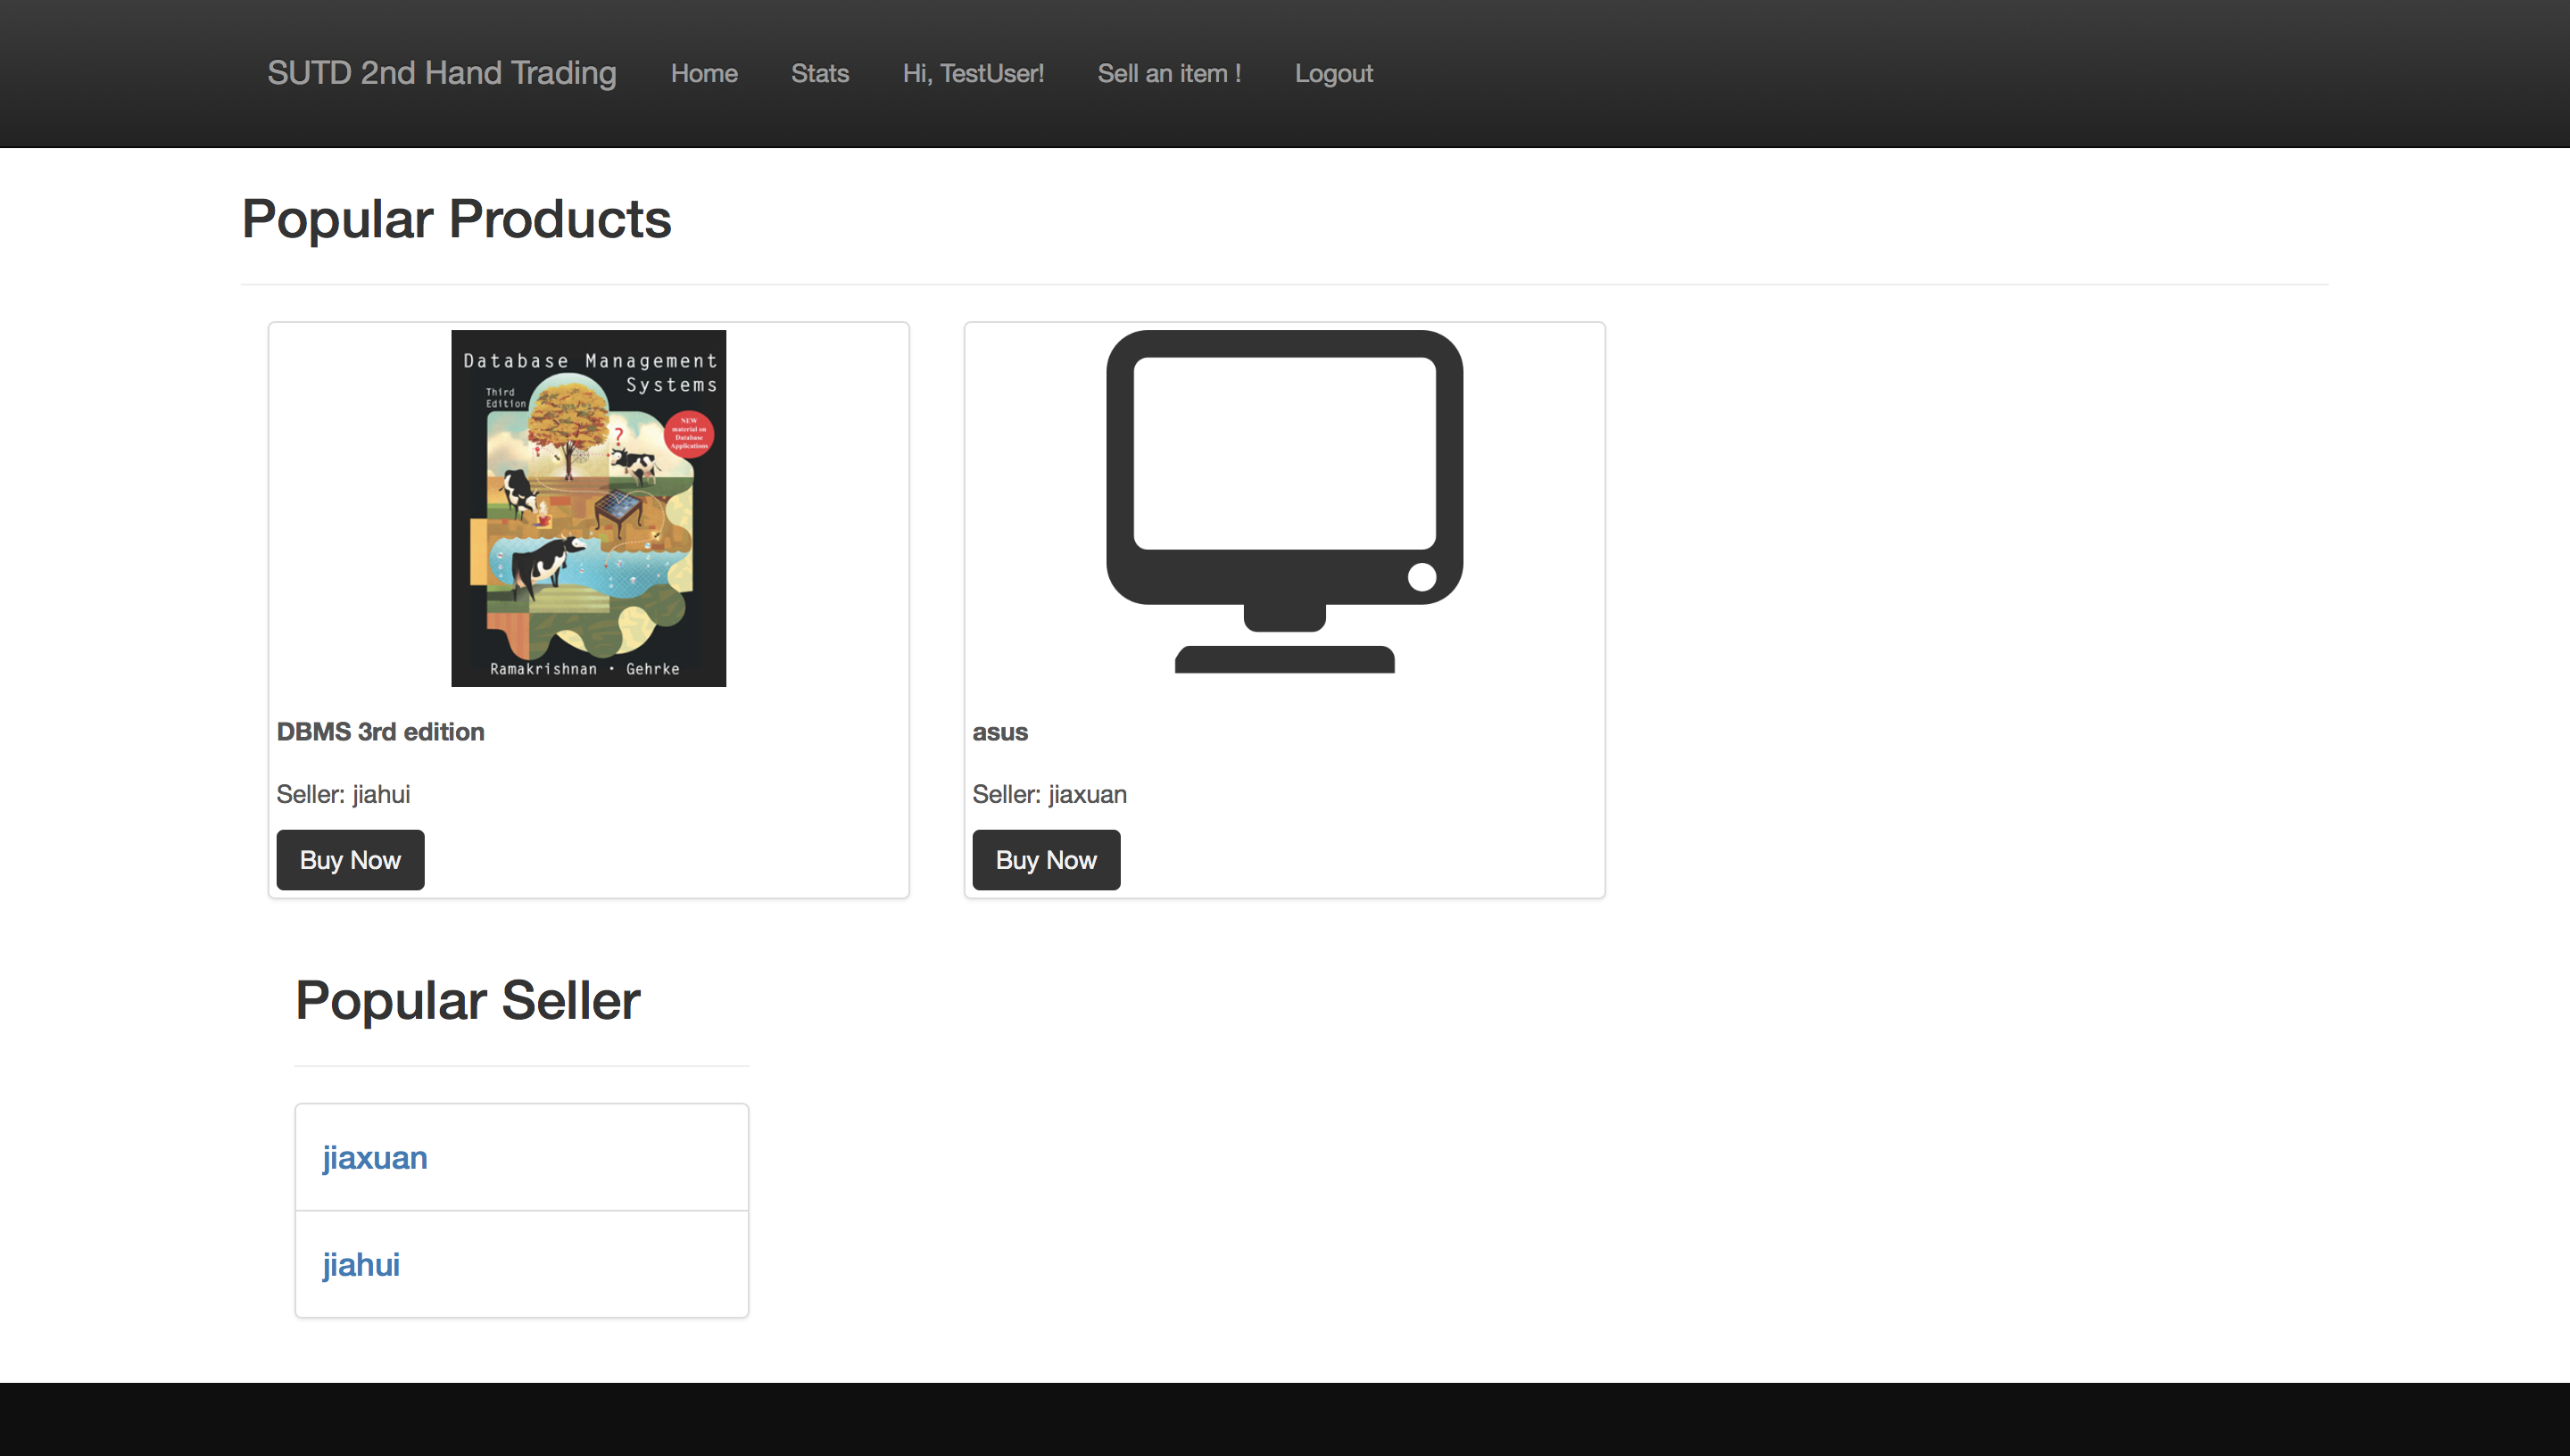 SUTD 2nd Hand Trading Home Stats Hi, TestUser! Sell an item ! Logout
Popular Products
Database Management
Systems
Third
Edition
NEW
material on
Database
Applications
?
Ramakrishnan · Gehrke
DBMS 3rd edition
Seller: jiahui
Buy Now
asus
Seller: jiaxuan
Buy Now
Popular Seller
jiaxuan
jiahui